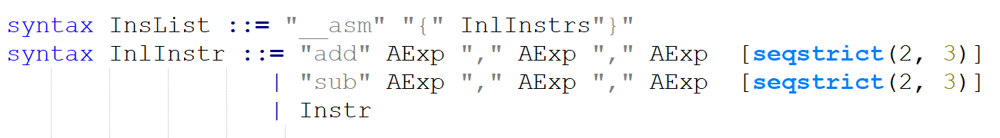 syntax InsList ::= "__asm" "{" InlInstrs"}"
syntax InlInstr ::= "add" AExp "," AExp "," AExp  [seqstrict(2, 3)]
| "sub" AExp "," AExp "," AExp  [seqstrict(2, 3)]
| Instr